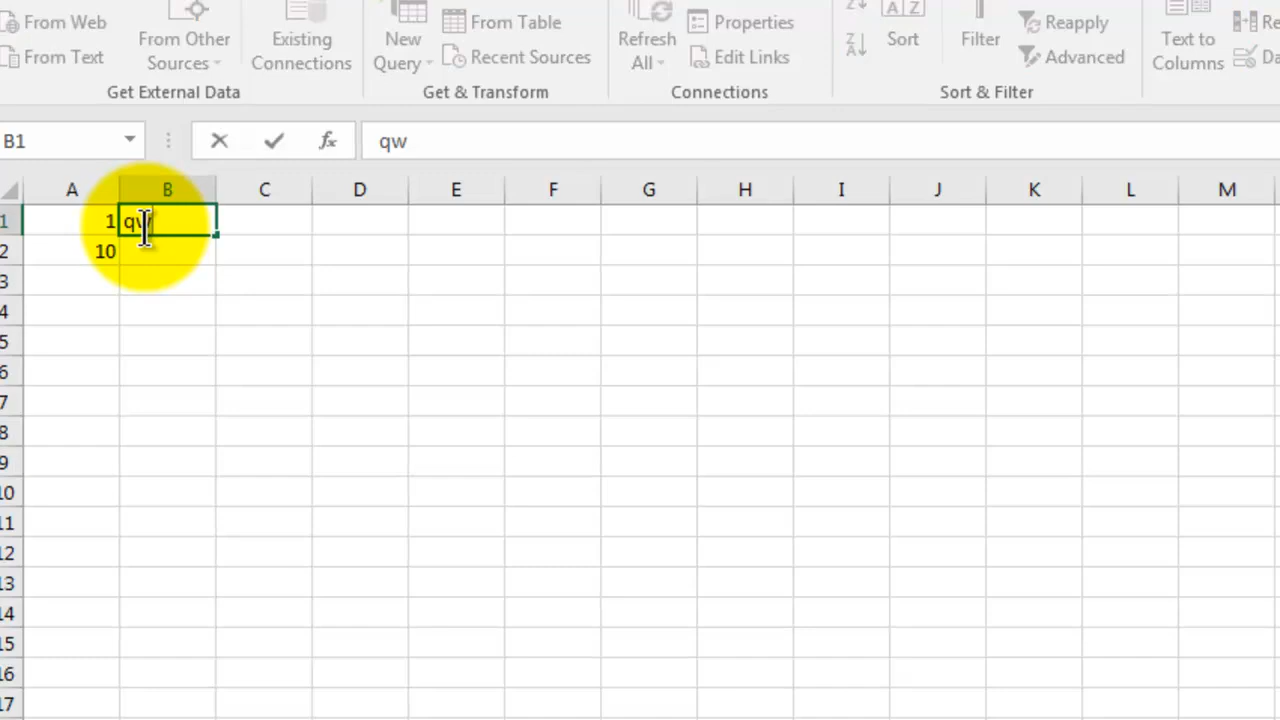 From Web
From Text
From Other
Sources
Existing
Connections
Get External Data
New
Query
From Table
Recent Sources
Get & Transform
Refresh
All
Properties
Edit Links
Connections
Z
Z
A
A Z
Sort
Filter
Reapply
Advanced
Sort & Filter
Text to
Columns
B1
fx
qw
A B C D E F G H I J K L M
1 1 qw
2 10
3
4
5
6
7
8
9
10
11
12
13
14
15
16
17